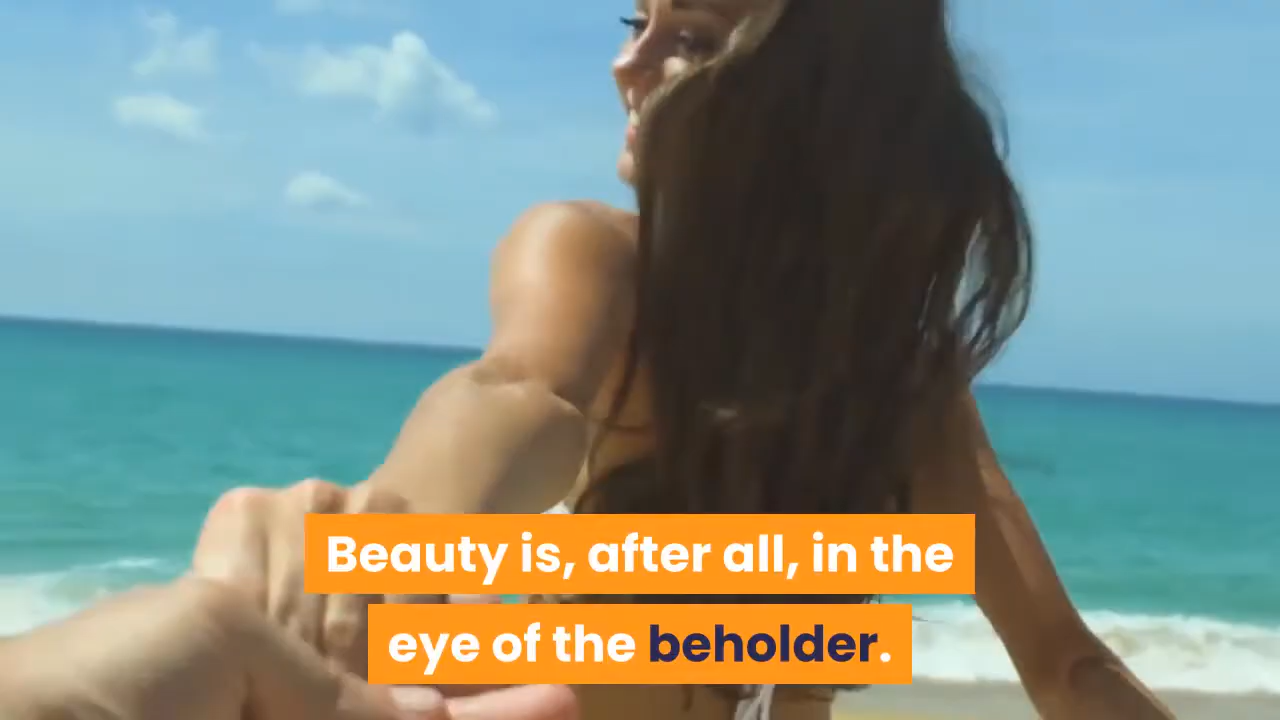 Beauty is, after all, in the
eye of the beholder.